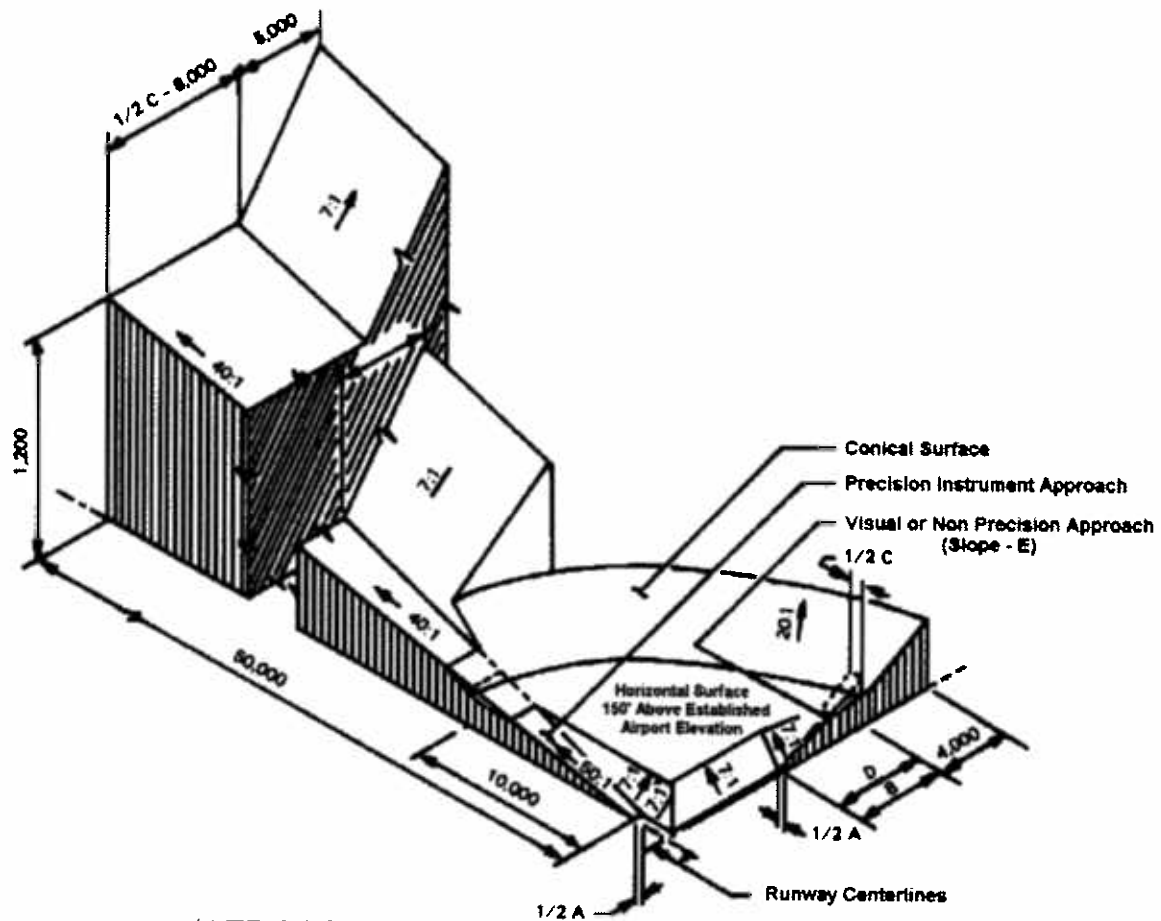 5,000
1/2 C - 8,000
7:1
40:1
1,200
7:1
Conical Surface
Precision Instrument Approach
Visual or Non Precision Approach
(Slope - E)
1/2 C
20:1
40:1
50,000
Horizontal Surface
150' Above Established
Airport Elevation
7:1
50:1
7:1
7:1
7:1
10,000
4,000
D
B
1/2 A
Runway Centerlines
1/2 A